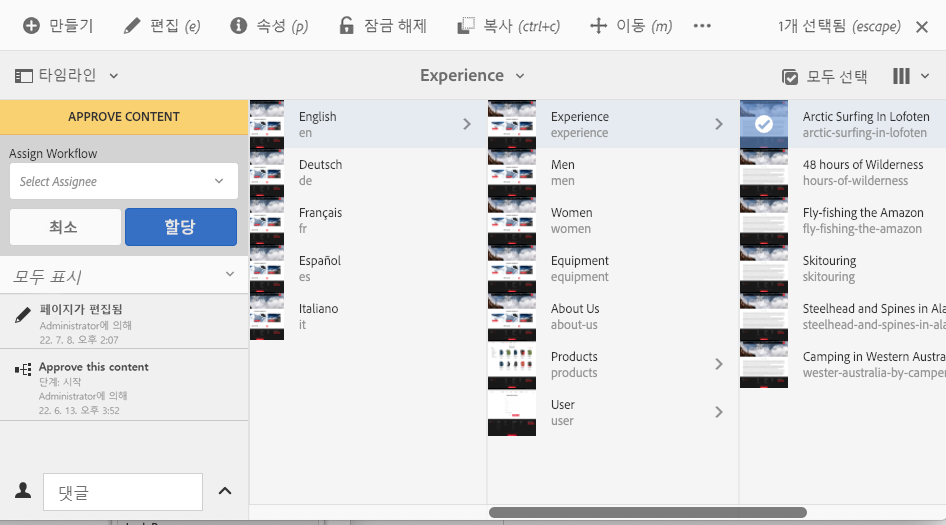 만들기 편집 (e) 속성 (p) 잠금 해제 복사 (ctrl+c) 이동 (m) 1개 선택됨 (escape)
타임라인 Experience 모두 선택
APPROVE CONTENT
Assign Workflow
Select Assignee
최소 할당
모두 표시
페이지가 편집됨
Administrator에 의해
22. 7. 8. 오후 2:07
Approve this content
단계: 시작
Administrator에 의해
22. 6. 13. 오후 3:52
댓글
English
en
Deutsch
de
Français
fr
Español
es
Italiano
it
Experience
experience
Men
men
Women
women
Equipment
equipment
About Us
about-us
Products
products
User
user
Arctic Surfing In Lofoten
arctic-surfing-in-lofoten
48 hours of Wilderness
hours-of-wilderness
Fly-fishing the Amazon
fly-fishing-the-amazon
Skitouring
skitouring
Steelhead and Spines in Ala
steelhead-and-spines-in-ala
Camping in Western Austra
wester-australia-by-camper